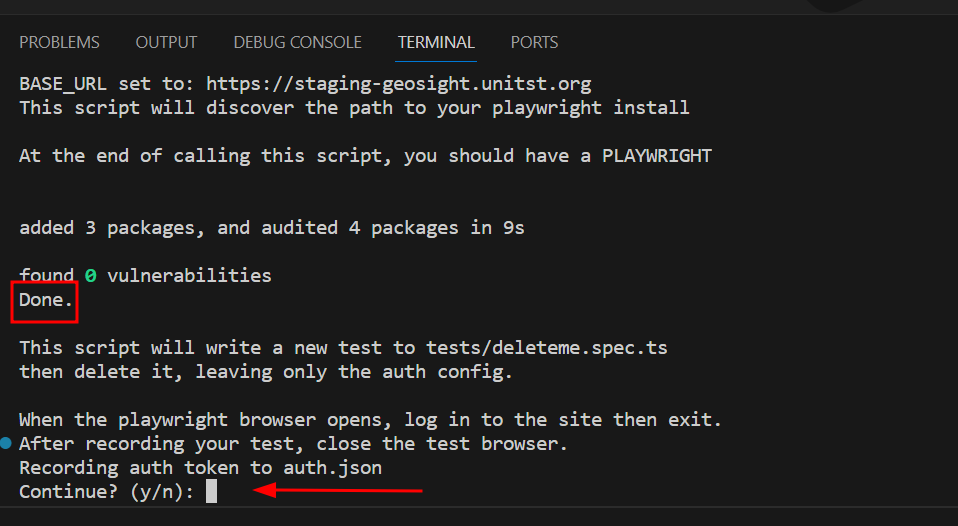 PROBLEMS OUTPUT DEBUG CONSOLE TERMINAL PORTS
BASE_URL set to: https://staging-geosight.unitst.org
This script will discover the path to your playwright install
At the end of calling this script, you should have a PLAYWRIGHT
added 3 packages, and audited 4 packages in 9s
found 0 vulnerabilities
Done.
This script will write a new test to tests/deleteme.spec.ts
then delete it, leaving only the auth config.
When the playwright browser opens, log in to the site then exit.
After recording your test, close the test browser.
Recording auth token to auth.json
Continue? (y/n):